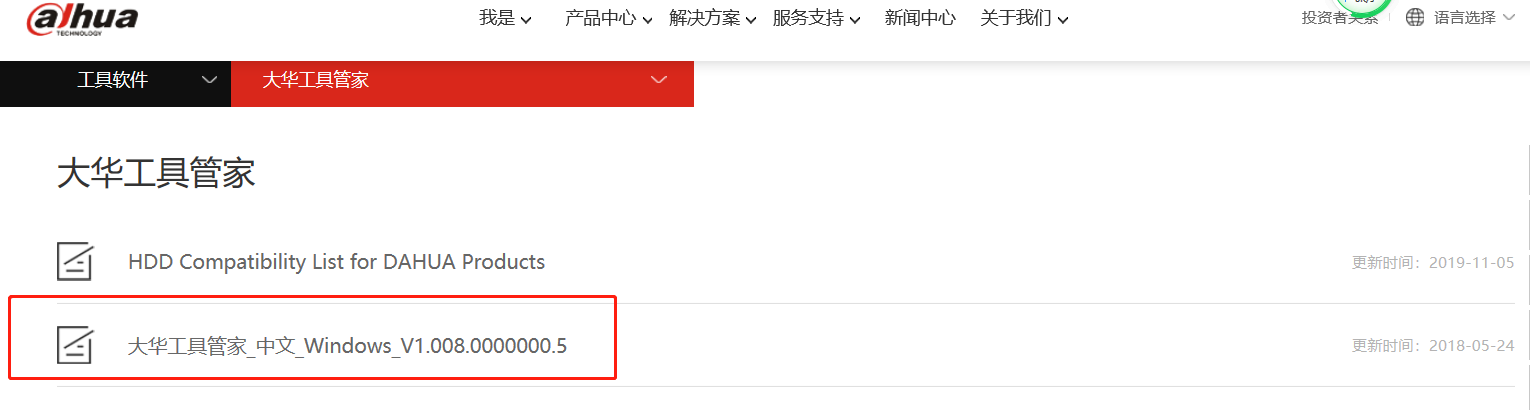 alhua
TECHNOLOGY
我是 产品中心 解决方案 服务支持 新闻中心 关于我们 投资者关系 语言选择
工具软件 大华工具管家
大华工具管家
HDD Compatibility List for DAHUA Products 更新时间：2019-11-05
大华工具管家_中文_Windows_V1.008.0000000.5 更新时间：2018-05-24